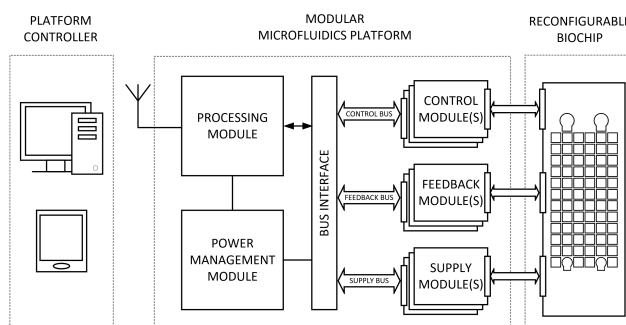 PLATFORM
CONTROLLER
MODULAR
MICROFLUIDICS PLATFORM
RECONFIGURABLE
BIOCHIP
PROCESSING
MODULE
POWER
MANAGEMENT
MODULE
BUS INTERFACE
CONTROL BUS
FEEDBACK BUS
SUPPLY BUS
CONTROL
MODULE(S)
FEEDBACK
MODULE(S)
SUPPLY
MODULE(S)